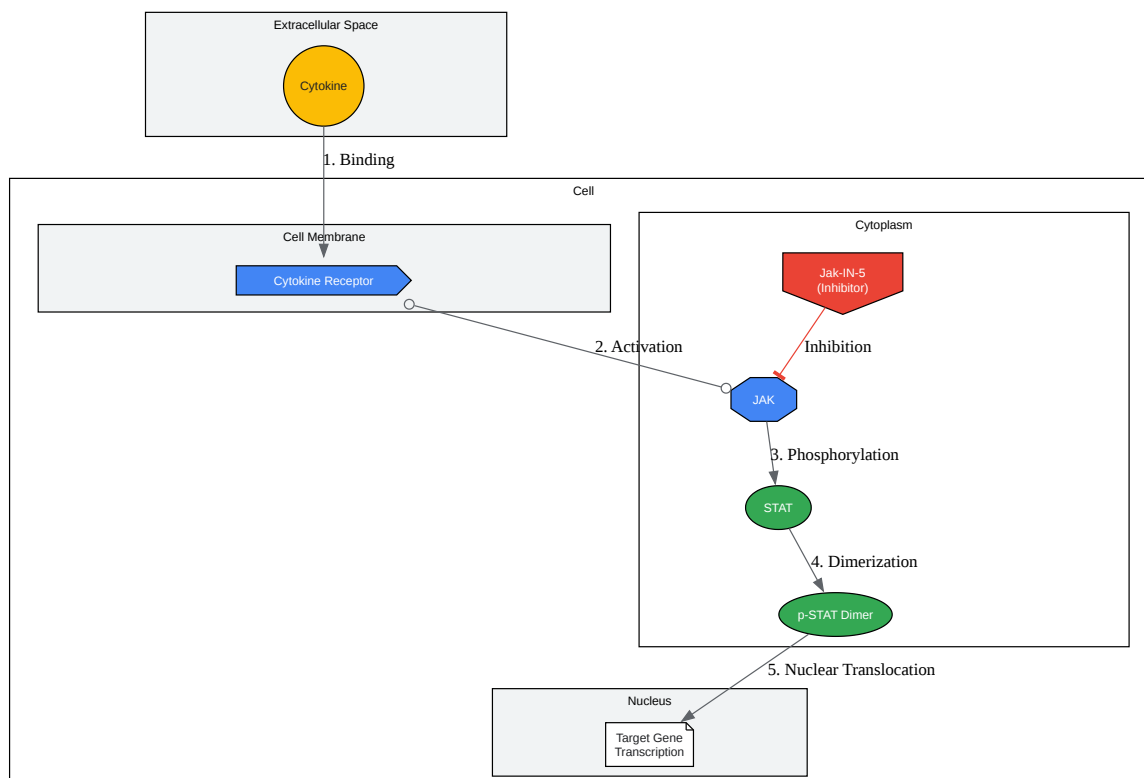 Extracellular Space
Cytokine
1. Binding
Cell
Cell Membrane
Cytokine Receptor
Cytoplasm
Jak-IN-5
(Inhibitor)
2. Activation
Inhibition
JAK
3. Phosphorylation
STAT
4. Dimerization
p-STAT Dimer
5. Nuclear Translocation
Nucleus
Target Gene
Transcription